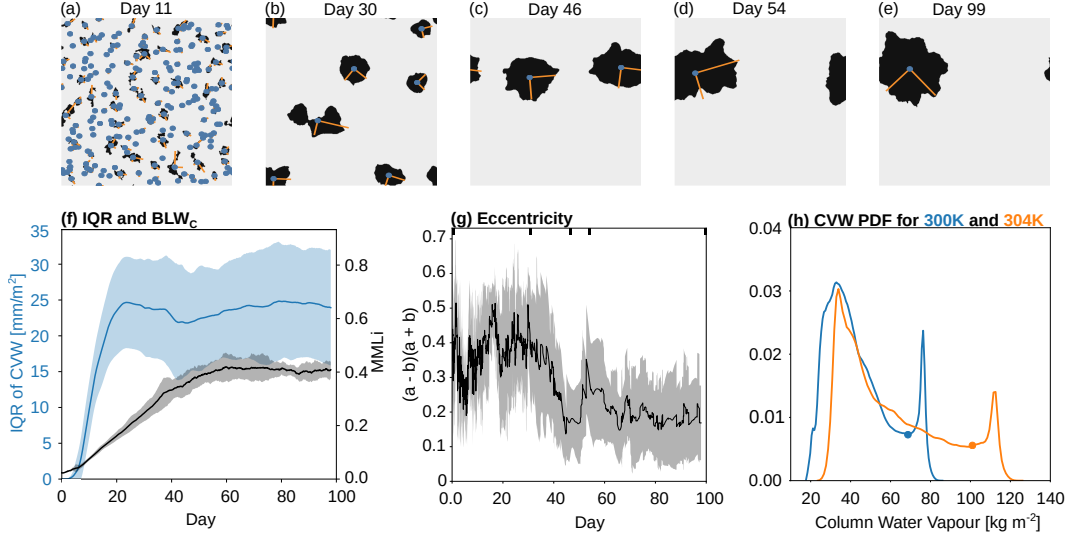 (a) Day 11
(b) Day 30
(c) Day 46
(d) Day 54
(e) Day 99
(f) IQR and BLWC
35
30
25
20
15
10
5
0
IQR of CVW [mm/m²]
0.8
0.6
0.4
0.2
0.0
MMLi
0 20 40 60 80 100
Day
(g) Eccentricity
0.7
0.6
0.5
0.4
0.3
0.2
0.1
0
(a - b)(a + b)
0.0 20 40 60 80 100
Day
(h) CVW PDF for 300K and 304K
0.04
0.03
0.02
0.01
0.00
20 40 60 80 100 120 140
Column Water Vapour [kg m⁻²]